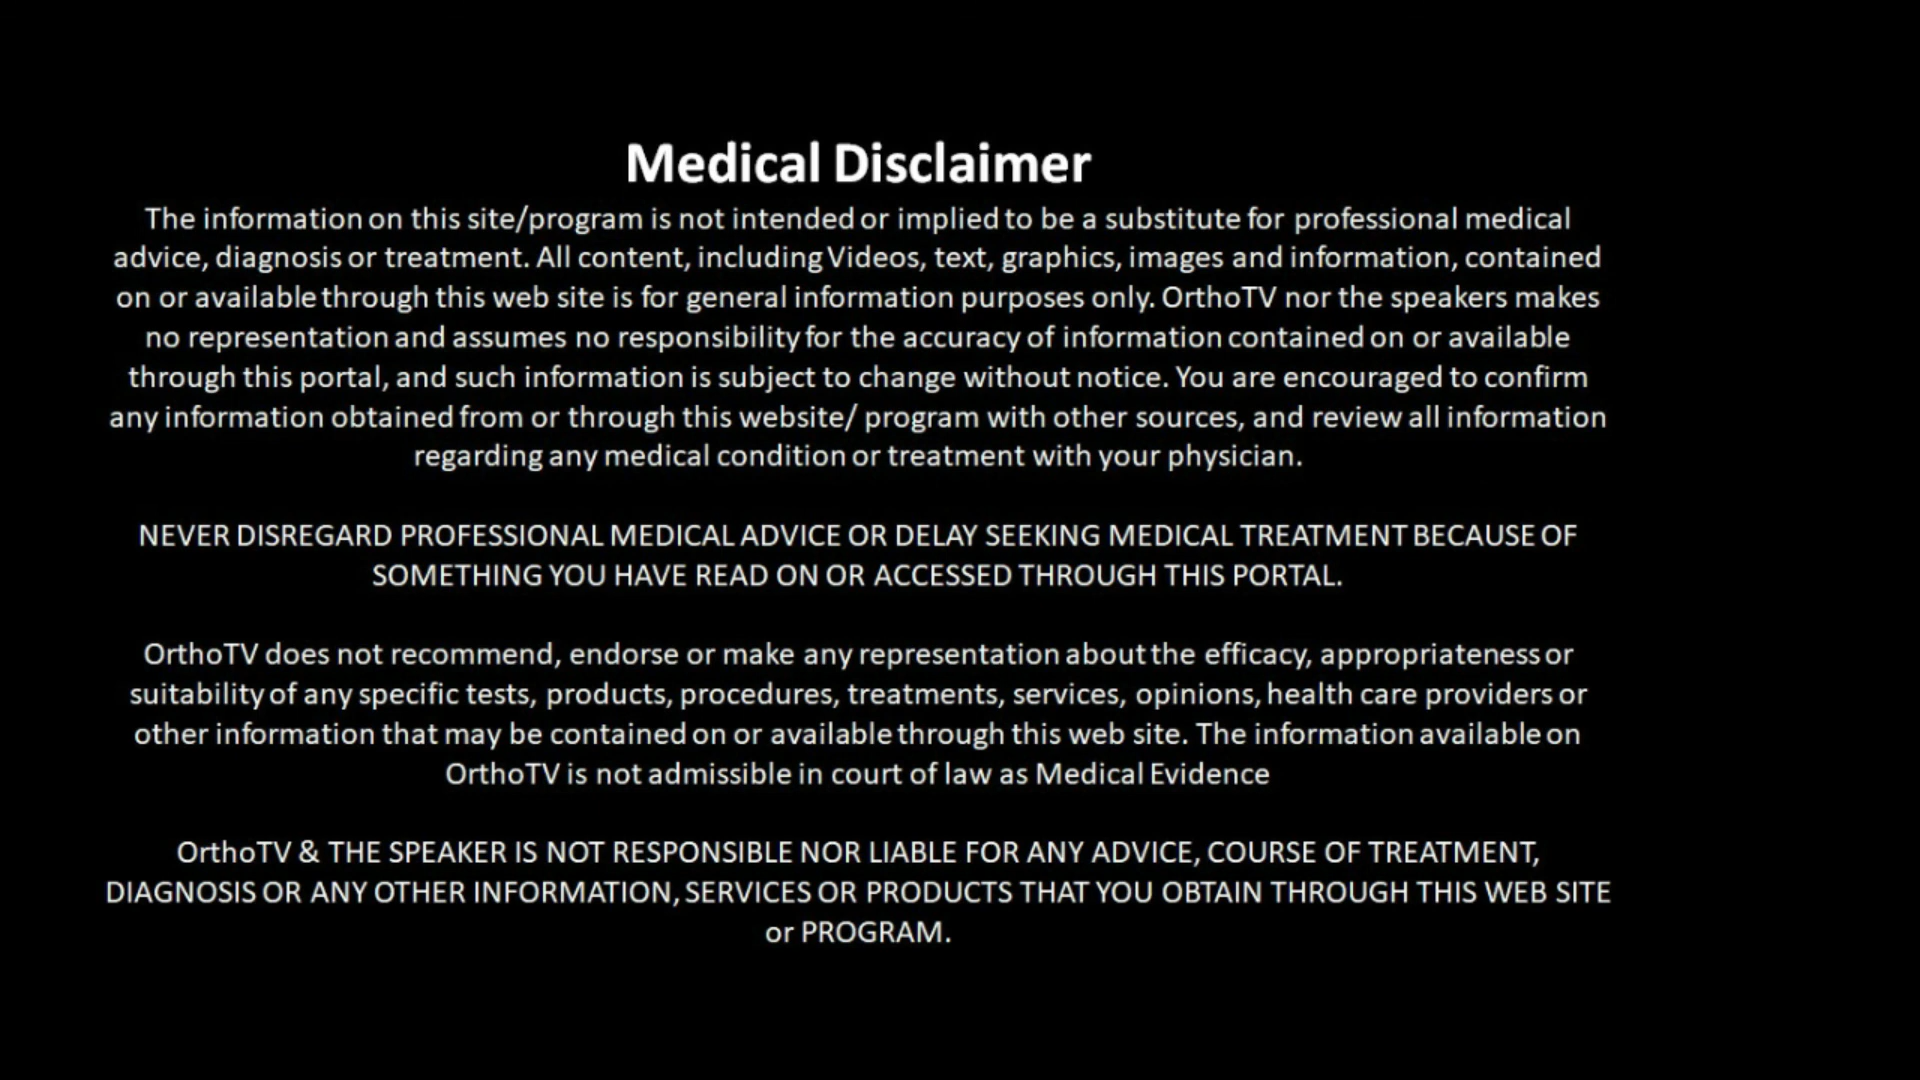 Medical Disclaimer
The information on this site/program is not intended or implied to be a substitute for professional medical
advice, diagnosis or treatment. All content, including Videos, text, graphics, images and information, contained
on or available through this web site is for general information purposes only. OrthoTV nor the speakers makes
no representation and assumes no responsibility for the accuracy of information contained on or available
through this portal, and such information is subject to change without notice. You are encouraged to confirm
any information obtained from or through this website/ program with other sources, and review all information
regarding any medical condition or treatment with your physician.
NEVER DISREGARD PROFESSIONAL MEDICAL ADVICE OR DELAY SEEKING MEDICAL TREATMENT BECAUSE OF
SOMETHING YOU HAVE READ ON OR ACCESSED THROUGH THIS PORTAL.
OrthoTV does not recommend, endorse or make any representation about the efficacy, appropriateness or
suitability of any specific tests, products, procedures, treatments, services, opinions, health care providers or
other information that may be contained on or available through this web site. The information available on
OrthoTV is not admissible in court of law as Medical Evidence
OrthoTV & THE SPEAKER IS NOT RESPONSIBLE NOR LIABLE FOR ANY ADVICE, COURSE OF TREATMENT,
DIAGNOSIS OR ANY OTHER INFORMATION, SERVICES OR PRODUCTS THAT YOU OBTAIN THROUGH THIS WEB SITE
or PROGRAM.